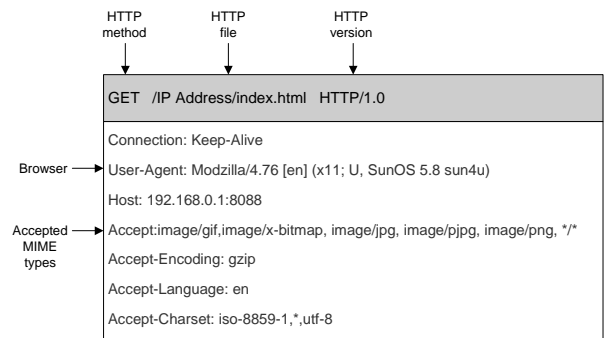 HTTP method
HTTP file
HTTP version
GET /IP Address/index.html HTTP/1.0
Connection: Keep-Alive
Browser
User-Agent: Modzilla/4.76 [en] (x11; U, SunOS 5.8 sun4u)
Host: 192.168.0.1:8088
Accepted MIME types
Accept:image/gif,image/x-bitmap, image/jpg, image/pjpg, image/png, */*
Accept-Encoding: gzip
Accept-Language: en
Accept-Charset: iso-8859-1,*,utf-8